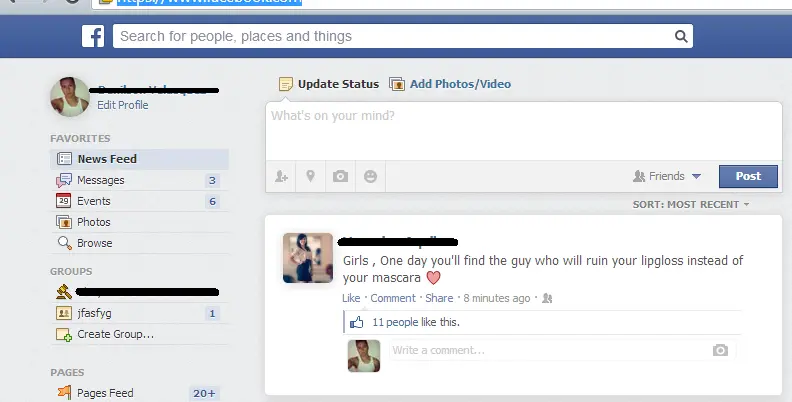 https://www.facebook.com
f
Search for people, places and things
Update Status
Add Photos/Video
Edit Profile
What's on your mind?
FAVORITES
News Feed
Messages 3
29 Events 6
Photos
Browse
Friends
Post
SORT: MOST RECENT
Girls , One day you'll find the guy who will ruin your lipgloss instead of
your mascara ❤
Like · Comment · Share · 8 minutes ago ·
11 people like this.
Write a comment...
GROUPS
jfasfyg 1
Create Group...
PAGES
Pages Feed 20+